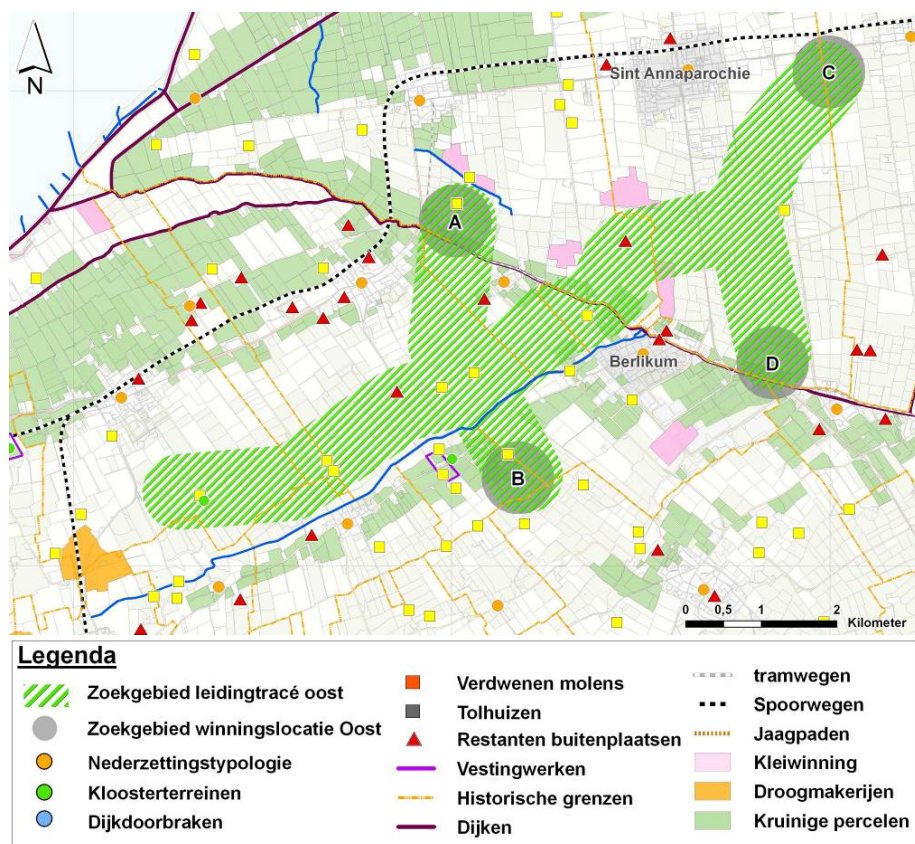 N
Sint Annaparochie
C
A
Berlikum
D
B
0 0,5 1 2
Kilometer
Legenda
Zoekgebied leidingtracé oost
Zoekgebied winningslocatie Oost
Nederzettingstypologie
Kloosterterreinen
Dijkdoorbraken
Verdwenen molens
Tolhuizen
Restanten buitenplaatsen
Vestingwerken
Historische grenzen
Dijken
tramwegen
Spoorwegen
Jaagpaden
Kleiwinning
Droogmakerijen
Kruinige percelen